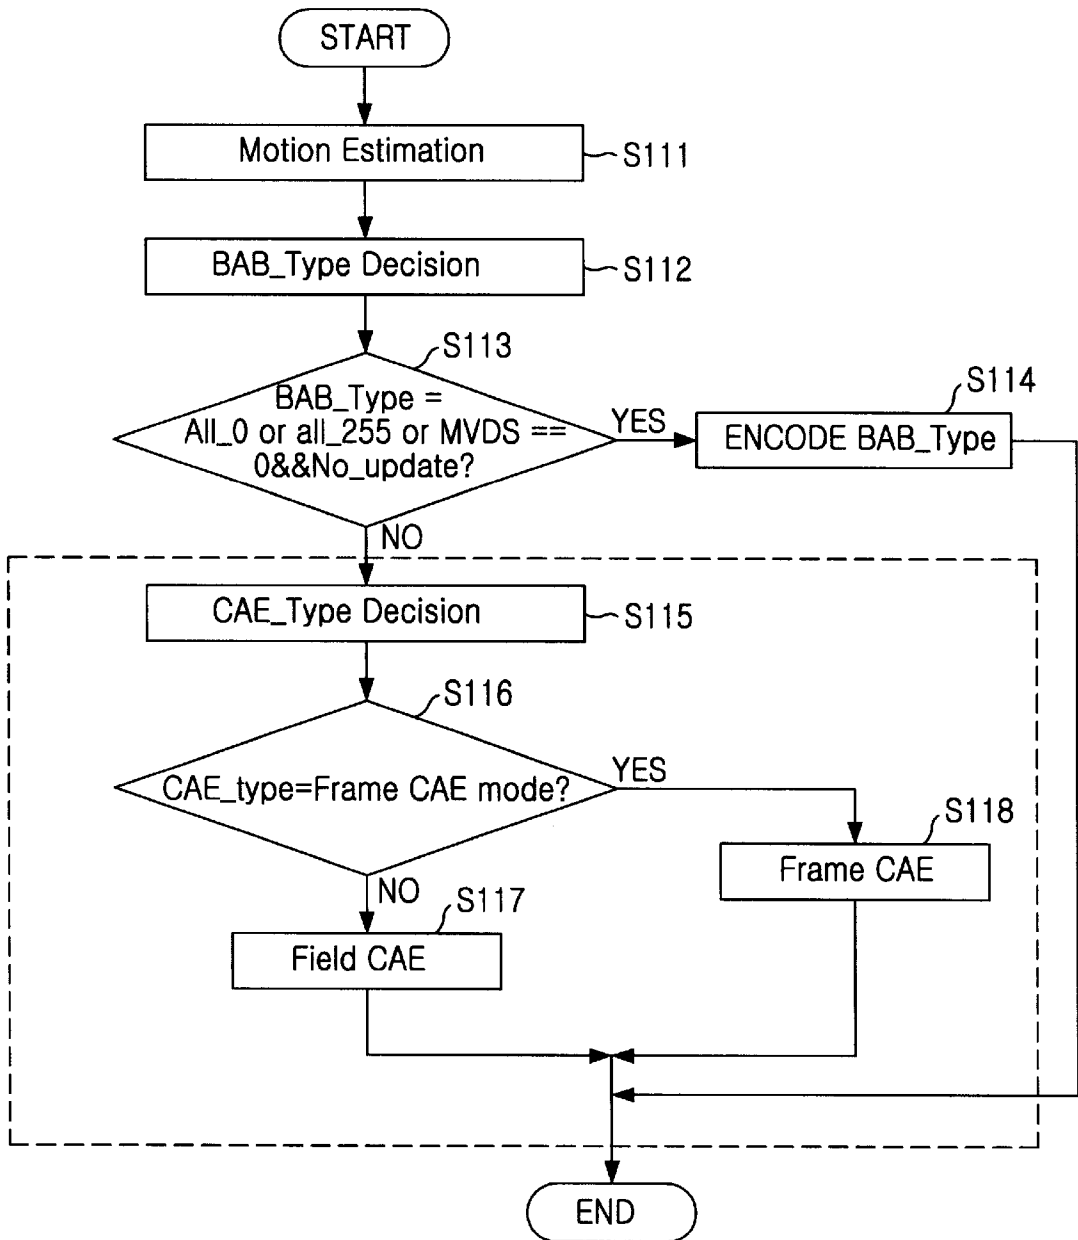 START
Motion Estimation
S111
BAB_Type Decision
S112
S113
BAB_Type =
All_0 or all_255 or MVDS ==
0&&No_update?
YES
S114
ENCODE BAB_Type
NO
CAE_Type Decision
S115
S116
CAE_type=Frame CAE mode?
YES
S118
Frame CAE
NO
S117
Field CAE
END